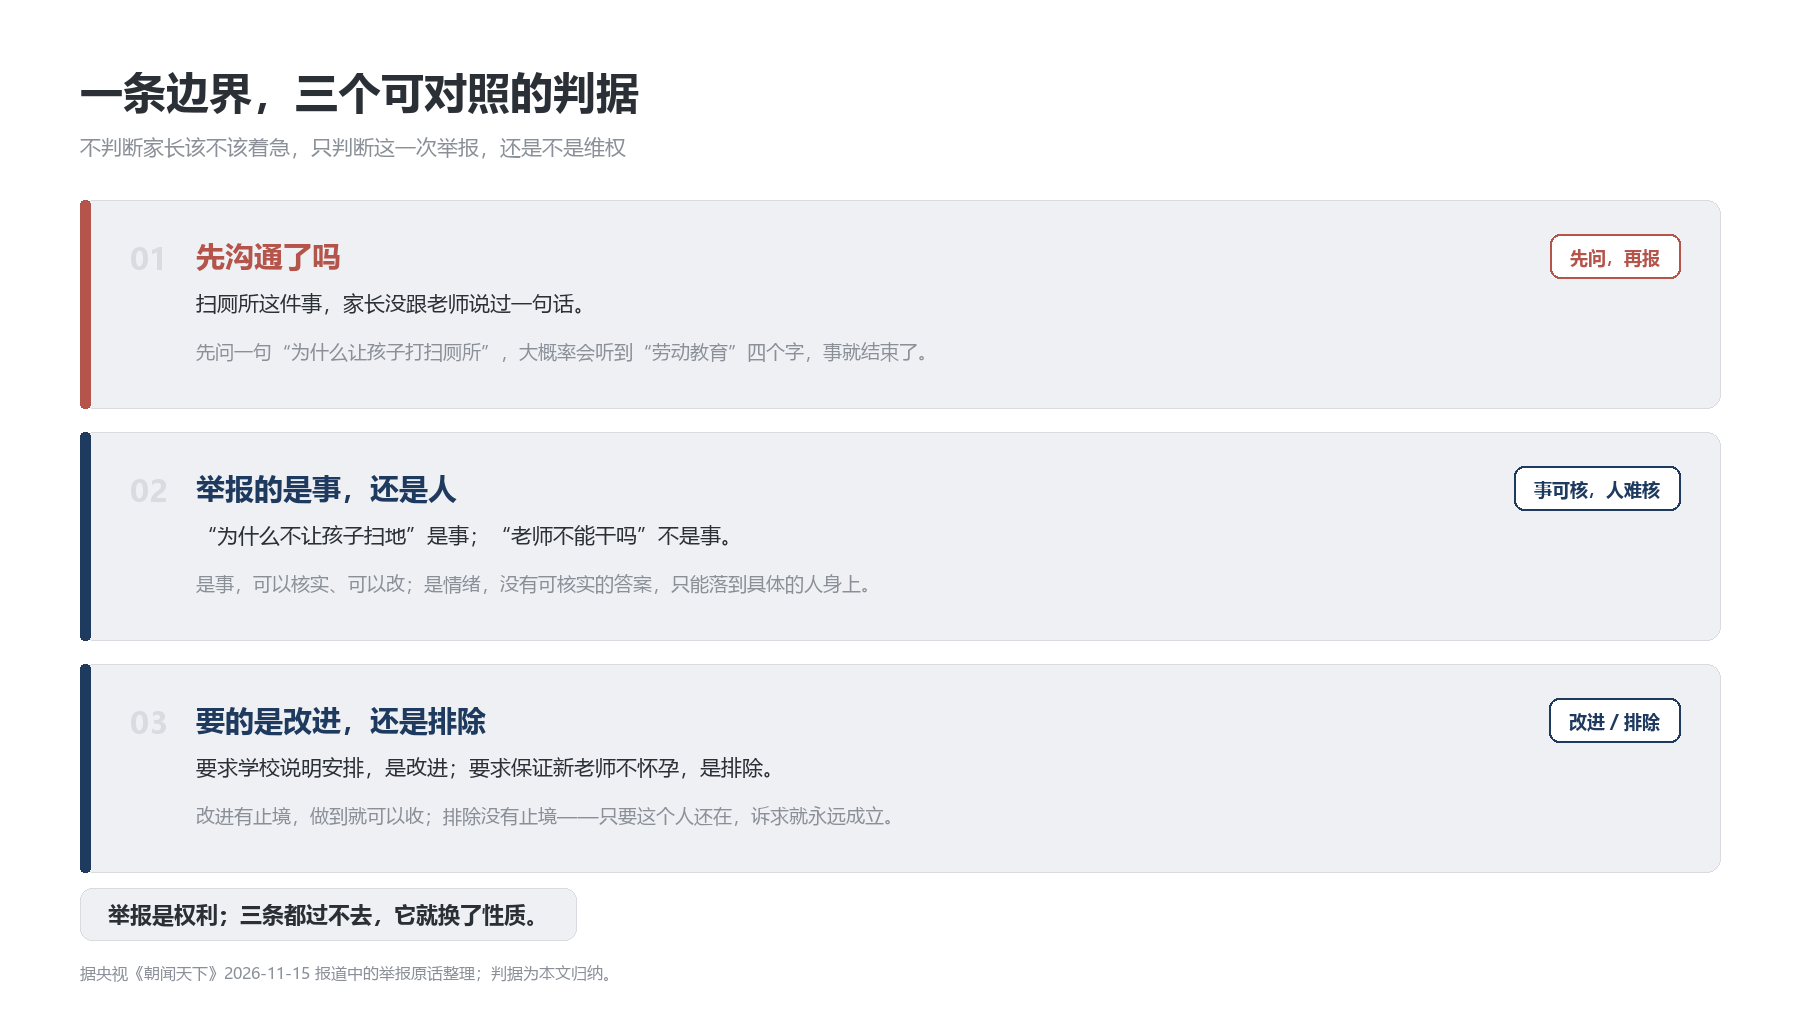 一条边界，三个可对照的判据
不判断家长该不该着急，只判断这一次举报，还是不是维权
01
先沟通了吗
先问，再报
扫厕所这件事，家长没跟老师说过一句话。
先问一句“为什么让孩子打扫厕所”，大概率会听到“劳动教育”四个字，事就结束了。
02
举报的是事，还是人
事可核，人难核
“为什么不让孩子扫地”是事；“老师不能干吗”不是事。
是事，可以核实、可以改；是情绪，没有可核实的答案，只能落到具体的人身上。
03
要的是改进，还是排除
改进 / 排除
要求学校说明安排，是改进；要求保证新老师不怀孕，是排除。
改进有止境，做到就可以收；排除没有止境——只要这个人还在，诉求就永远成立。
举报是权利；三条都过不去，它就换了性质。
据央视《朝闻天下》2026-11-15 报道中的举报原话整理；判据为本文归纳。